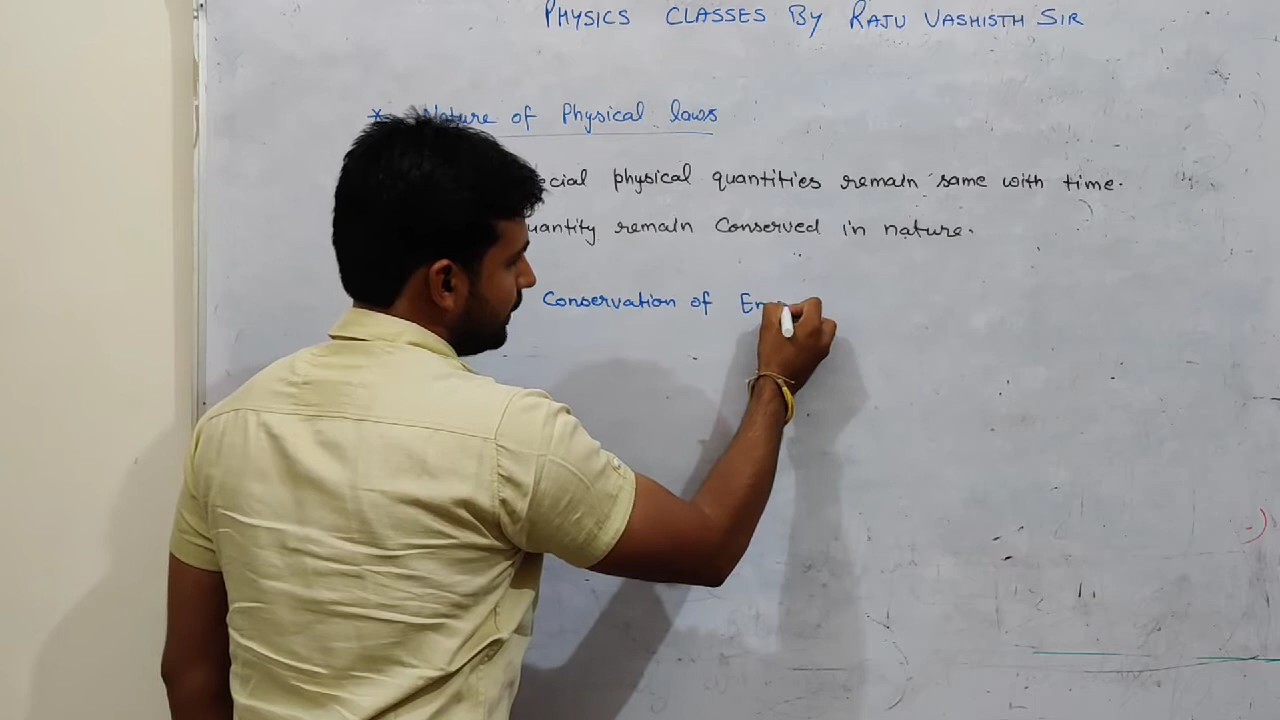 PHYSICS CLASSES BY RAJU VASHISTH SIR
* Nature of Physical laws
ecial physical quantities remain same with time.
uantity remain Conserved in nature.
Conservation of En